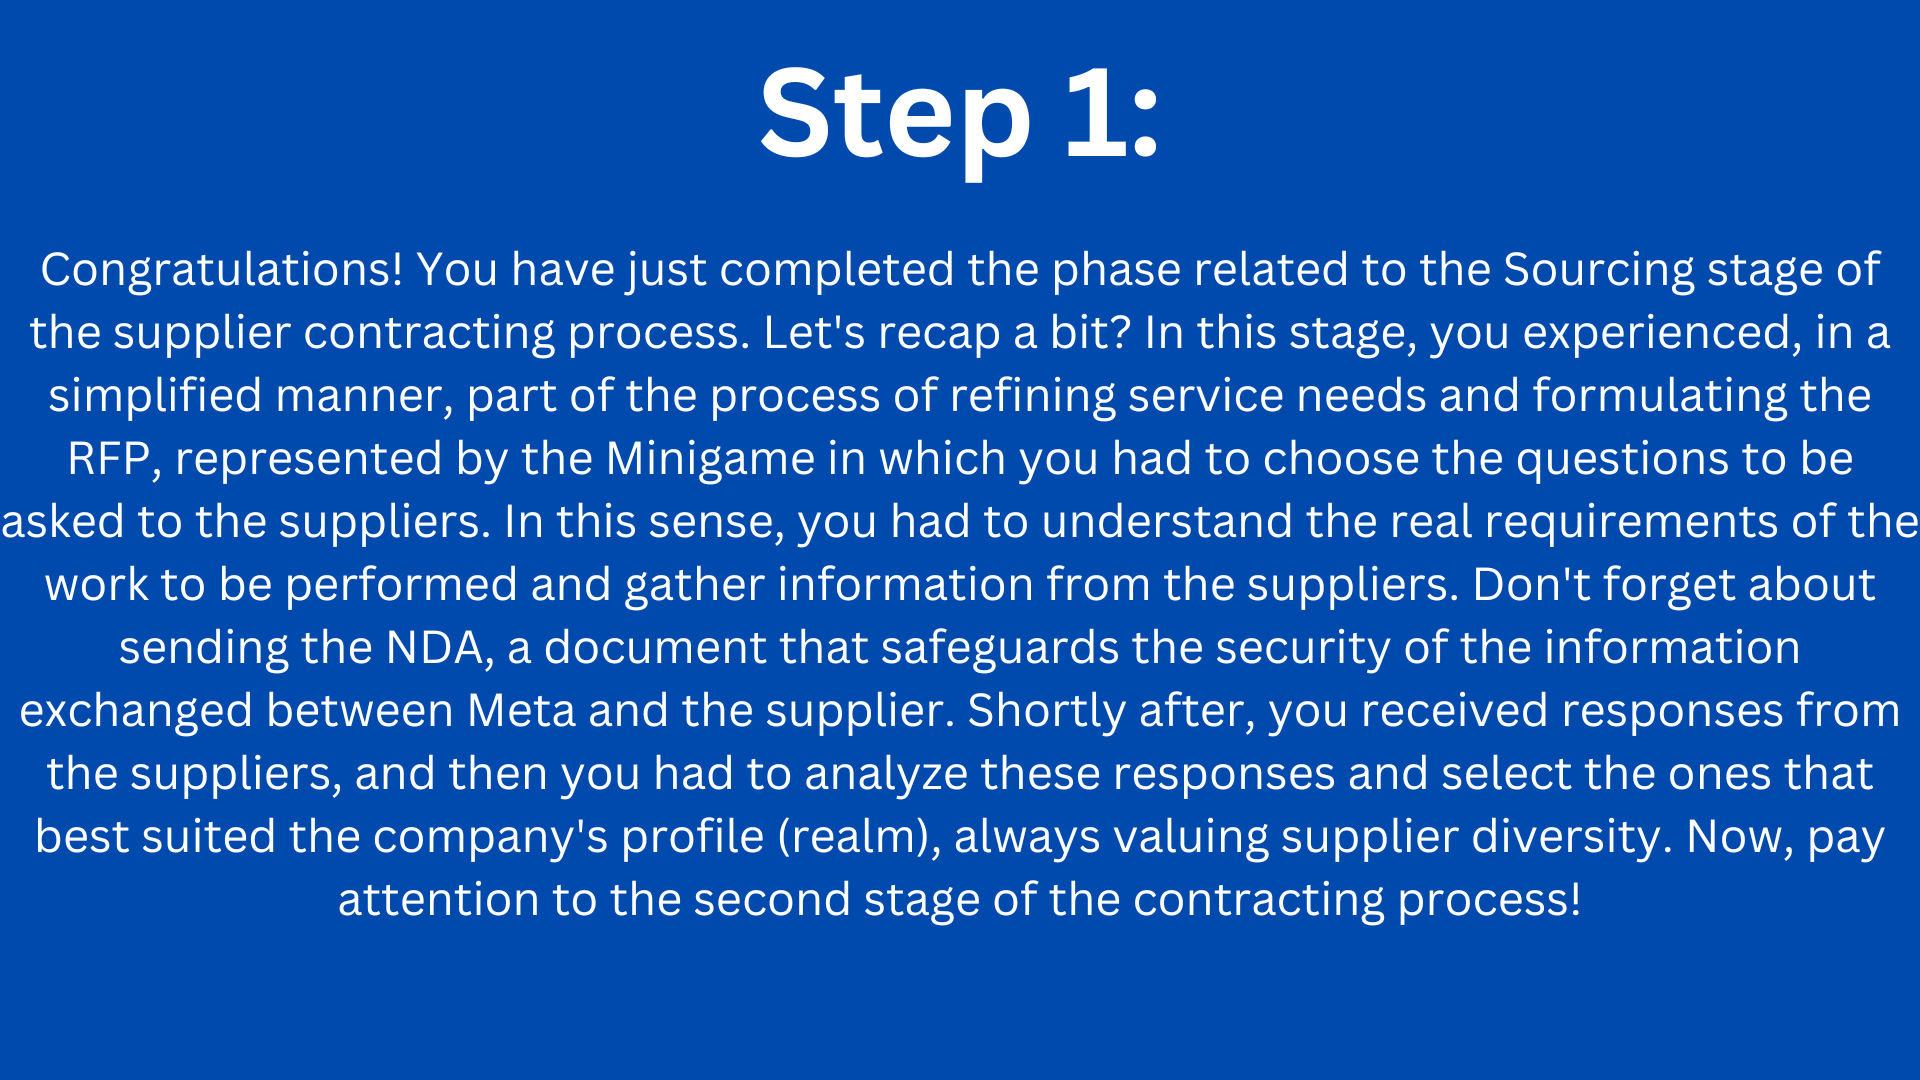 Step 1:
Congratulations! You have just completed the phase related to the Sourcing stage of
the supplier contracting process. Let's recap a bit? In this stage, you experienced, in a
simplified manner, part of the process of refining service needs and formulating the
RFP, represented by the Minigame in which you had to choose the questions to be
asked to the suppliers. In this sense, you had to understand the real requirements of the
work to be performed and gather information from the suppliers. Don't forget about
sending the NDA, a document that safeguards the security of the information
exchanged between Meta and the supplier. Shortly after, you received responses from
the suppliers, and then you had to analyze these responses and select the ones that
best suited the company's profile (realm), always valuing supplier diversity. Now, pay
attention to the second stage of the contracting process!